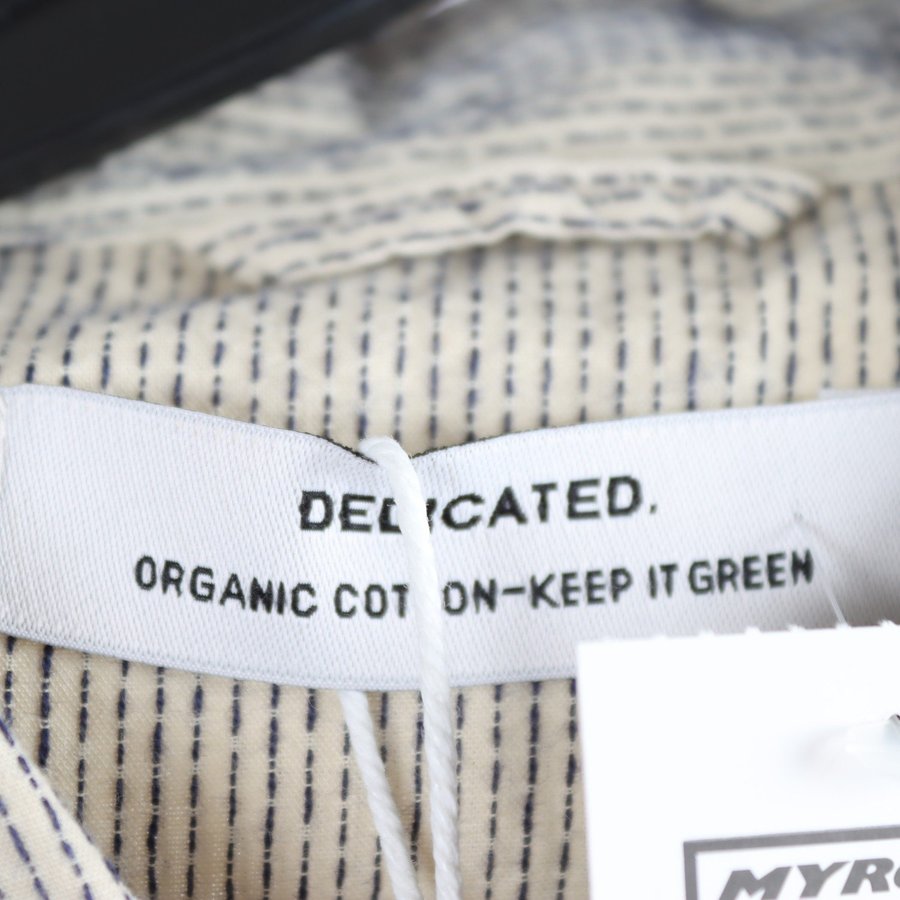 DEDICATED.
ORGANIC COTTON-KEEP IT GREEN